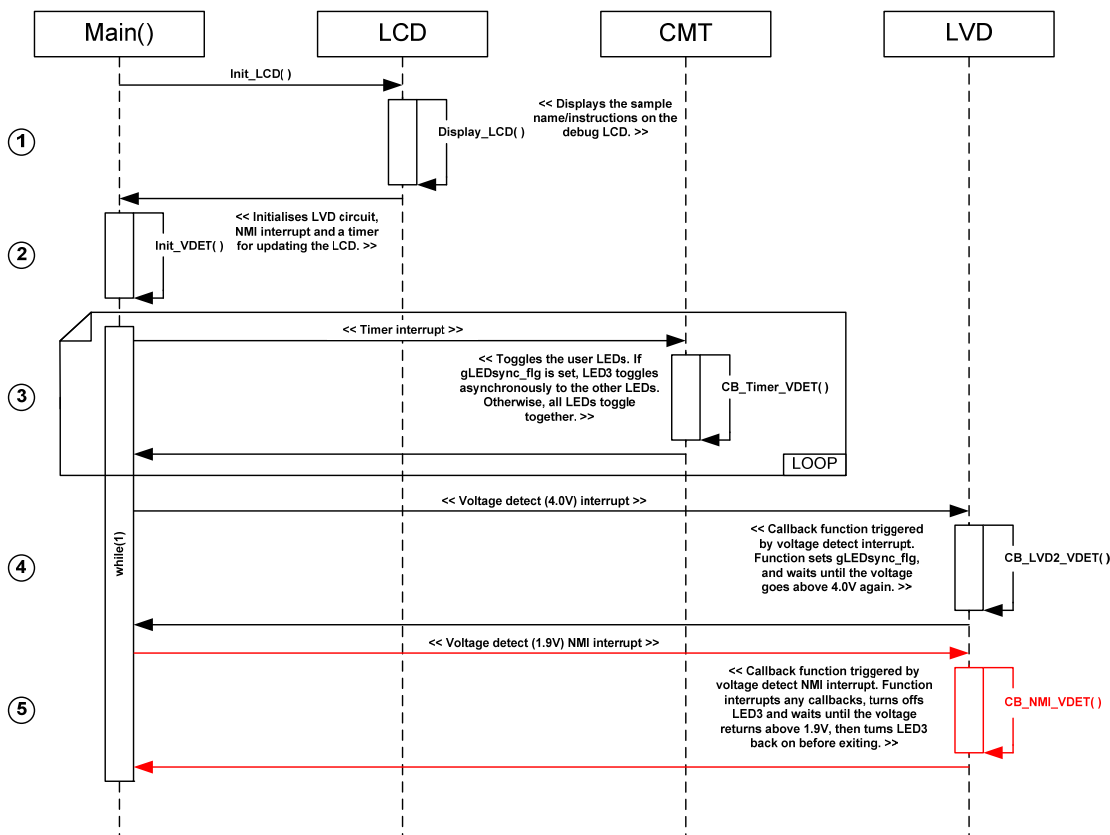 Main()
LCD
CMT
LVD
Init_LCD( )
<< Displays the sample
name/instructions on the
debug LCD. >>
Display_LCD( )
1
<< Initialises LVD circuit,
NMI interrupt and a timer
for updating the LCD. >>
Init_VDET( )
2
<< Timer interrupt >>
<< Toggles the user LEDs. If
gLEDsync_flg is set, LED3 toggles
asynchronously to the other LEDs.
Otherwise, all LEDs toggle
together. >>
CB_Timer_VDET( )
3
LOOP
<< Voltage detect (4.0V) interrupt >>
<< Callback function triggered
by voltage detect interrupt.
Function sets gLEDsync_flg,
and waits until the voltage
goes above 4.0V again. >>
CB_LVD2_VDET( )
while(1)
4
<< Voltage detect (1.9V) NMI interrupt >>
<< Callback function triggered by
voltage detect NMI interrupt. Function
interrupts any callbacks, turns offs
LED3 and waits until the voltage
returns above 1.9V, then turns LED3
back on before exiting. >>
CB_NMI_VDET( )
5